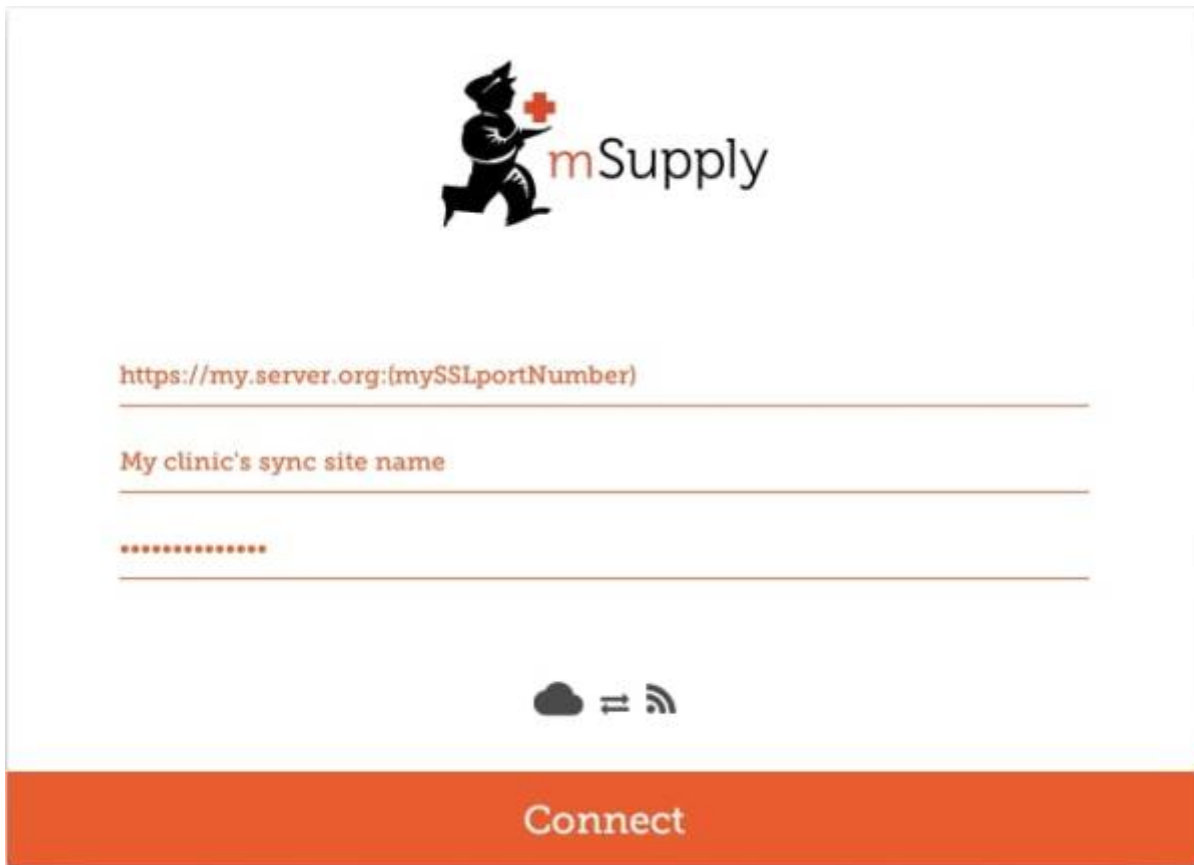 mSupply
https://my.server.org:(mySSLportNumber)
My clinic's sync site name
••••••••••••••
Connect